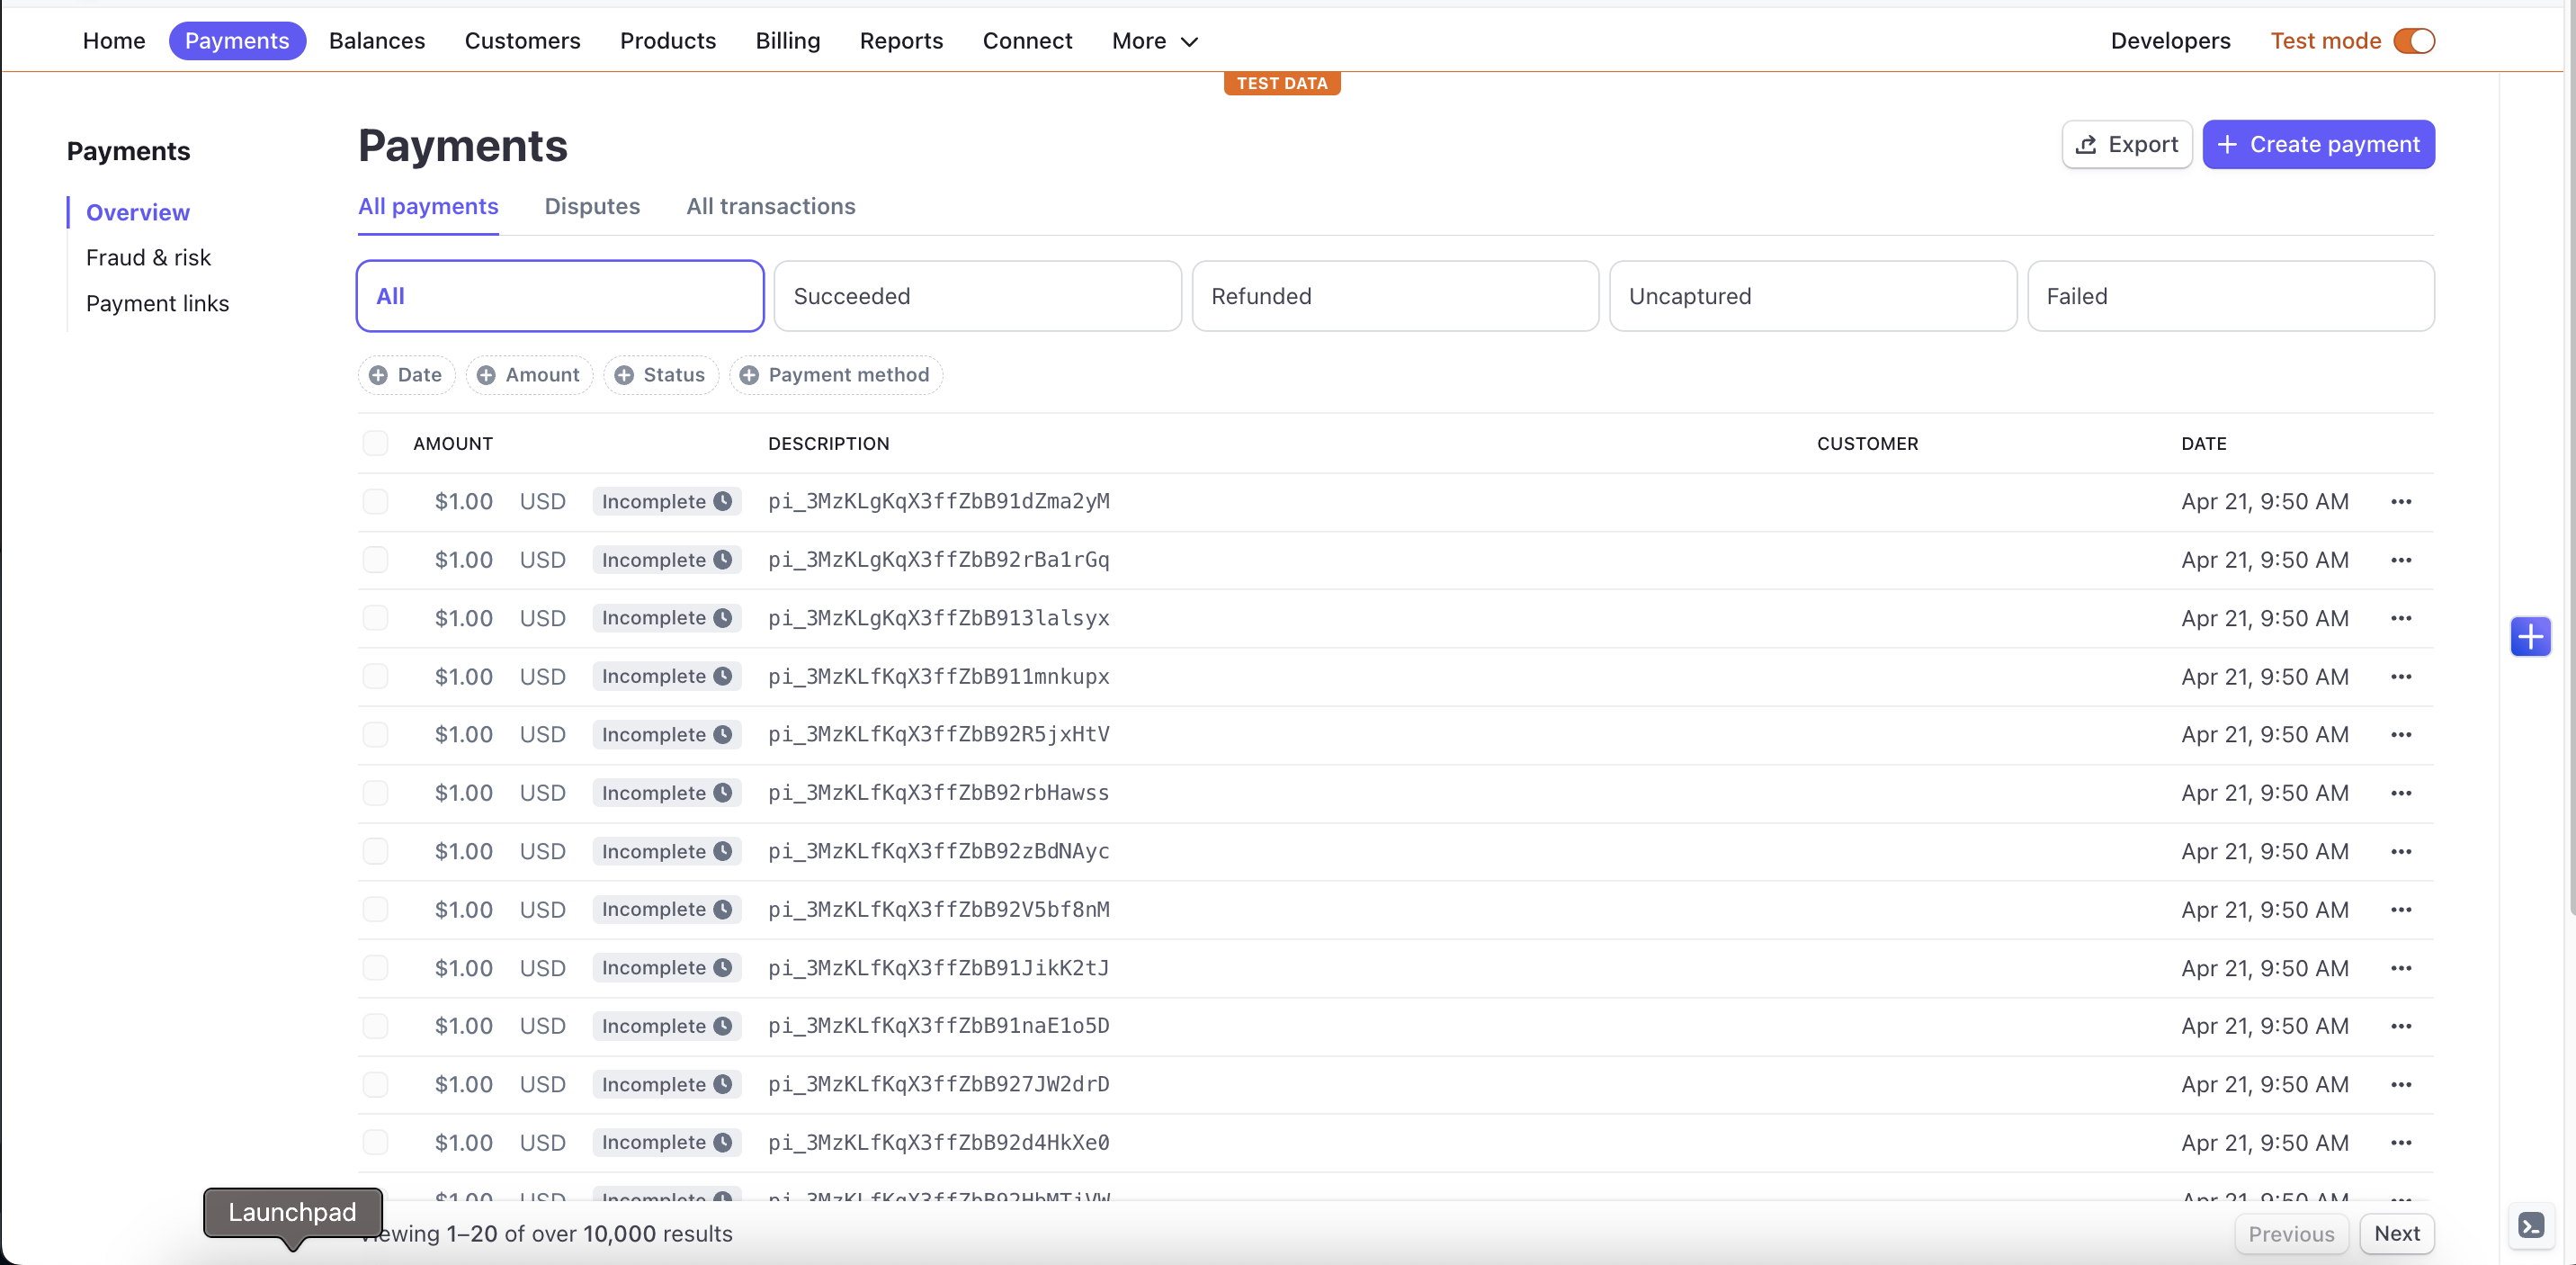 Home Payments Balances Customers Products Billing Reports Connect More Developers Test mode
TEST DATA
Payments
Overview
Fraud & risk
Payment links
Payments
Export Create payment
All payments Disputes All transactions
All Succeeded Refunded Uncaptured Failed
Date Amount Status Payment method
AMOUNT DESCRIPTION CUSTOMER DATE
$1.00 USD Incomplete pi_3MzKLgKqX3ffZbB91dZma2yM Apr 21, 9:50 AM
$1.00 USD Incomplete pi_3MzKLgKqX3ffZbB92rBa1rGq Apr 21, 9:50 AM
$1.00 USD Incomplete pi_3MzKLgKqX3ffZbB913lalsyx Apr 21, 9:50 AM
$1.00 USD Incomplete pi_3MzKLfKqX3ffZbB911mnkupx Apr 21, 9:50 AM
$1.00 USD Incomplete pi_3MzKLfKqX3ffZbB92R5jxHtV Apr 21, 9:50 AM
$1.00 USD Incomplete pi_3MzKLfKqX3ffZbB92rbHawss Apr 21, 9:50 AM
$1.00 USD Incomplete pi_3MzKLfKqX3ffZbB92zBdNAyc Apr 21, 9:50 AM
$1.00 USD Incomplete pi_3MzKLfKqX3ffZbB92V5bf8nM Apr 21, 9:50 AM
$1.00 USD Incomplete pi_3MzKLfKqX3ffZbB91JikK2tJ Apr 21, 9:50 AM
$1.00 USD Incomplete pi_3MzKLfKqX3ffZbB91naE1o5D Apr 21, 9:50 AM
$1.00 USD Incomplete pi_3MzKLfKqX3ffZbB927JW2drD Apr 21, 9:50 AM
$1.00 USD Incomplete pi_3MzKLfKqX3ffZbB92d4HkXe0 Apr 21, 9:50 AM
$1.00 USD Incomplete Apr 21, 9:50 AM
Launchpad
1–20 of over 10,000 results
Previous Next